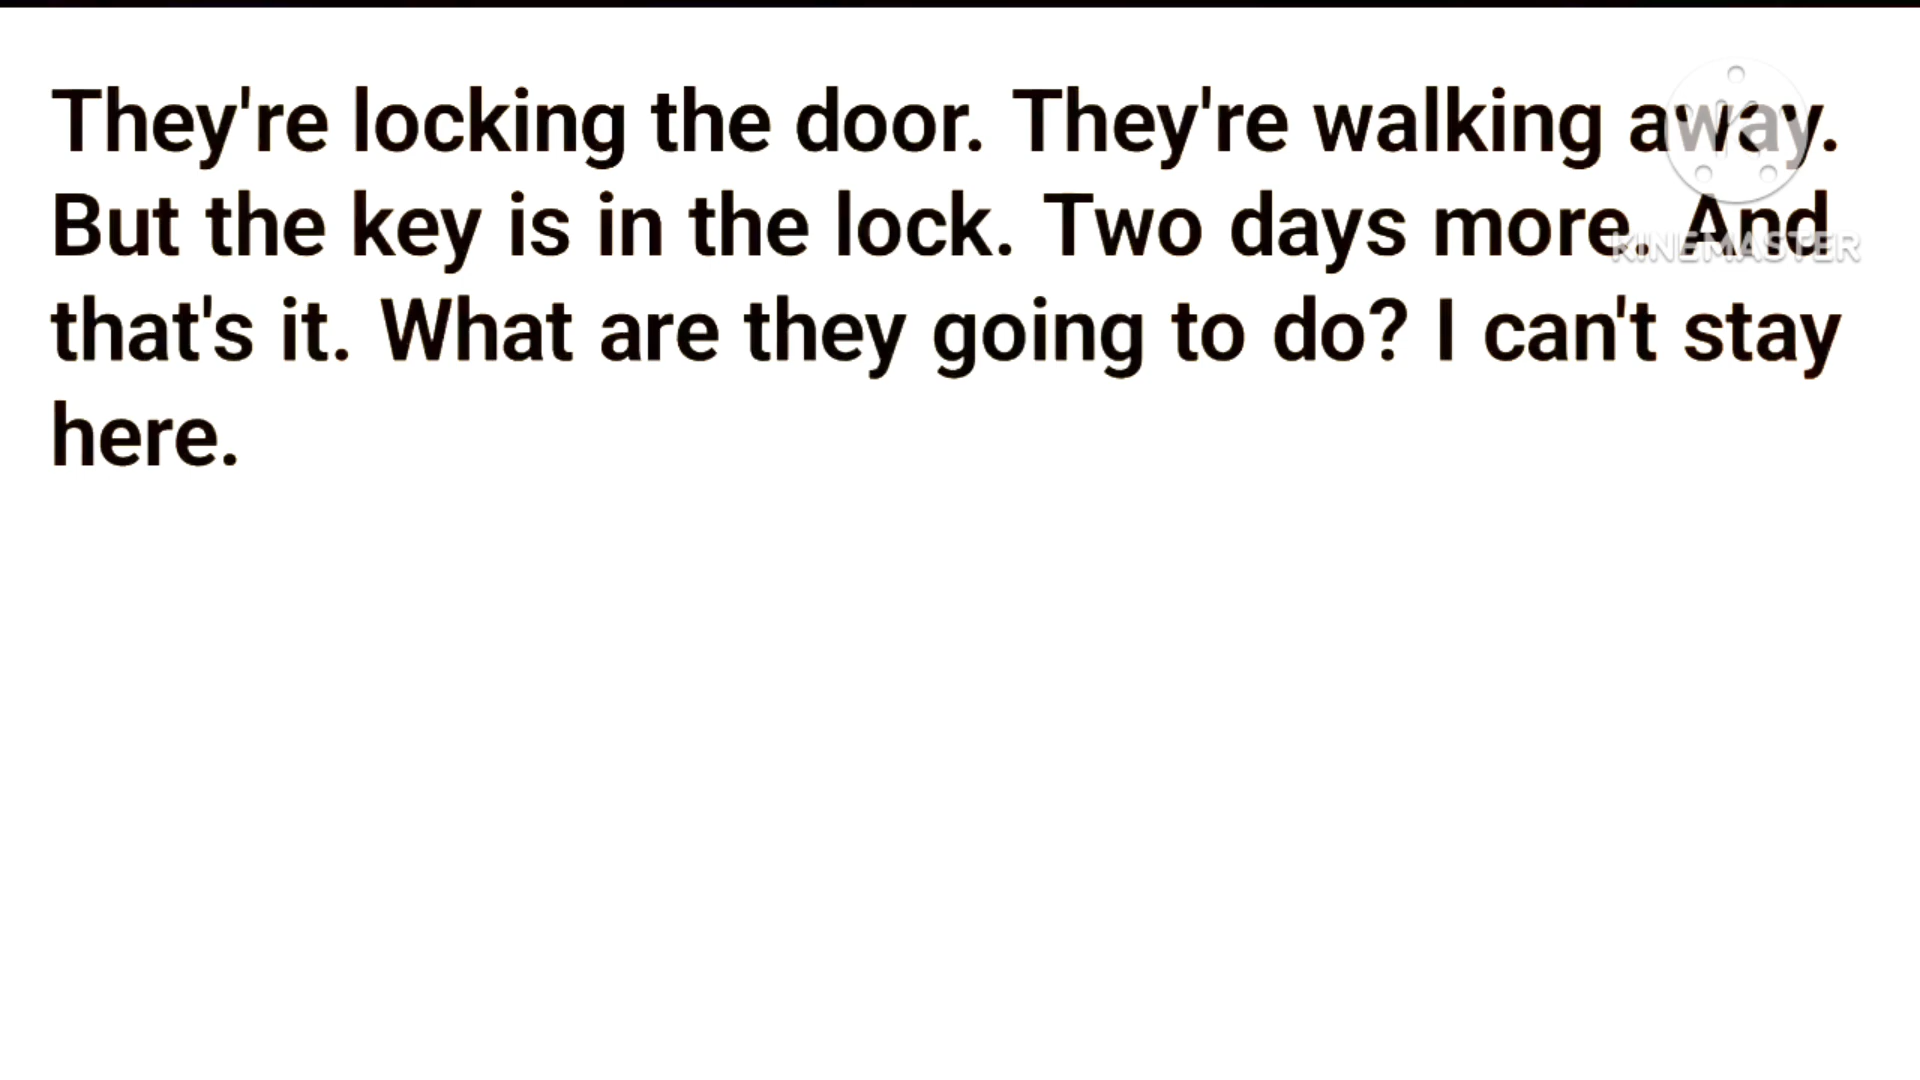 They're locking the door. They're walking away.
But the key is in the lock. Two days more. And
that's it. What are they going to do? I can't stay
here.
KINEMASTER